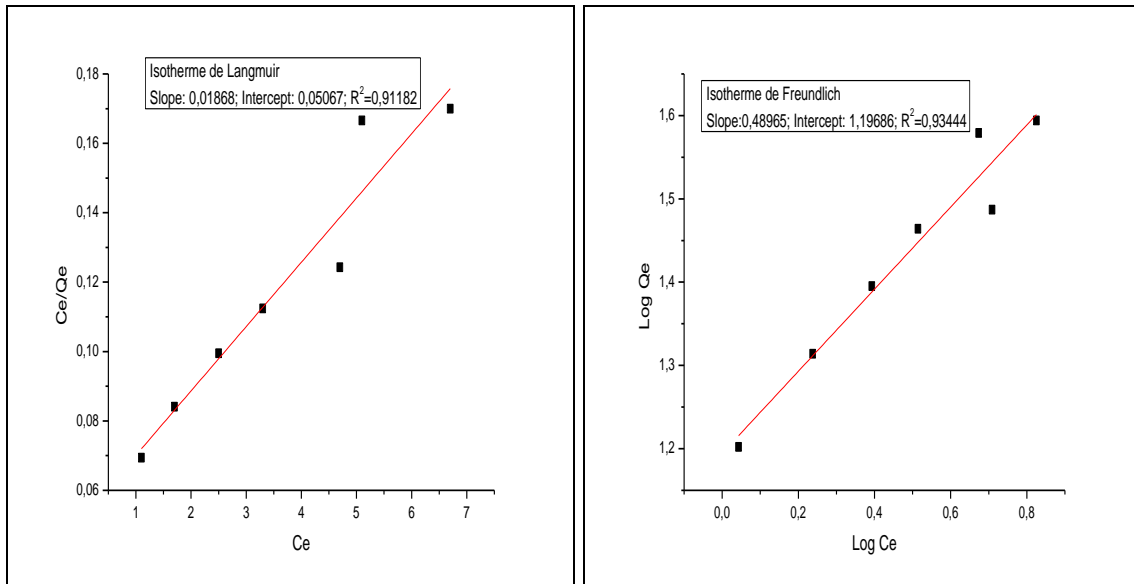 Isotherme de Langmuir
Slope: 0,01868; Intercept: 0,05067; R²=0,91182
0,18
0,16
0,14
0,12
0,10
0,08
0,06
Ce/Qe
1 2 3 4 5 6 7
Ce
Isotherme de Freundlich
Slope:0,48965; Intercept: 1,19686; R²=0,93444
1,6
1,5
1,4
1,3
1,2
Log Qe
0,0 0,2 0,4 0,6 0,8
Log Ce